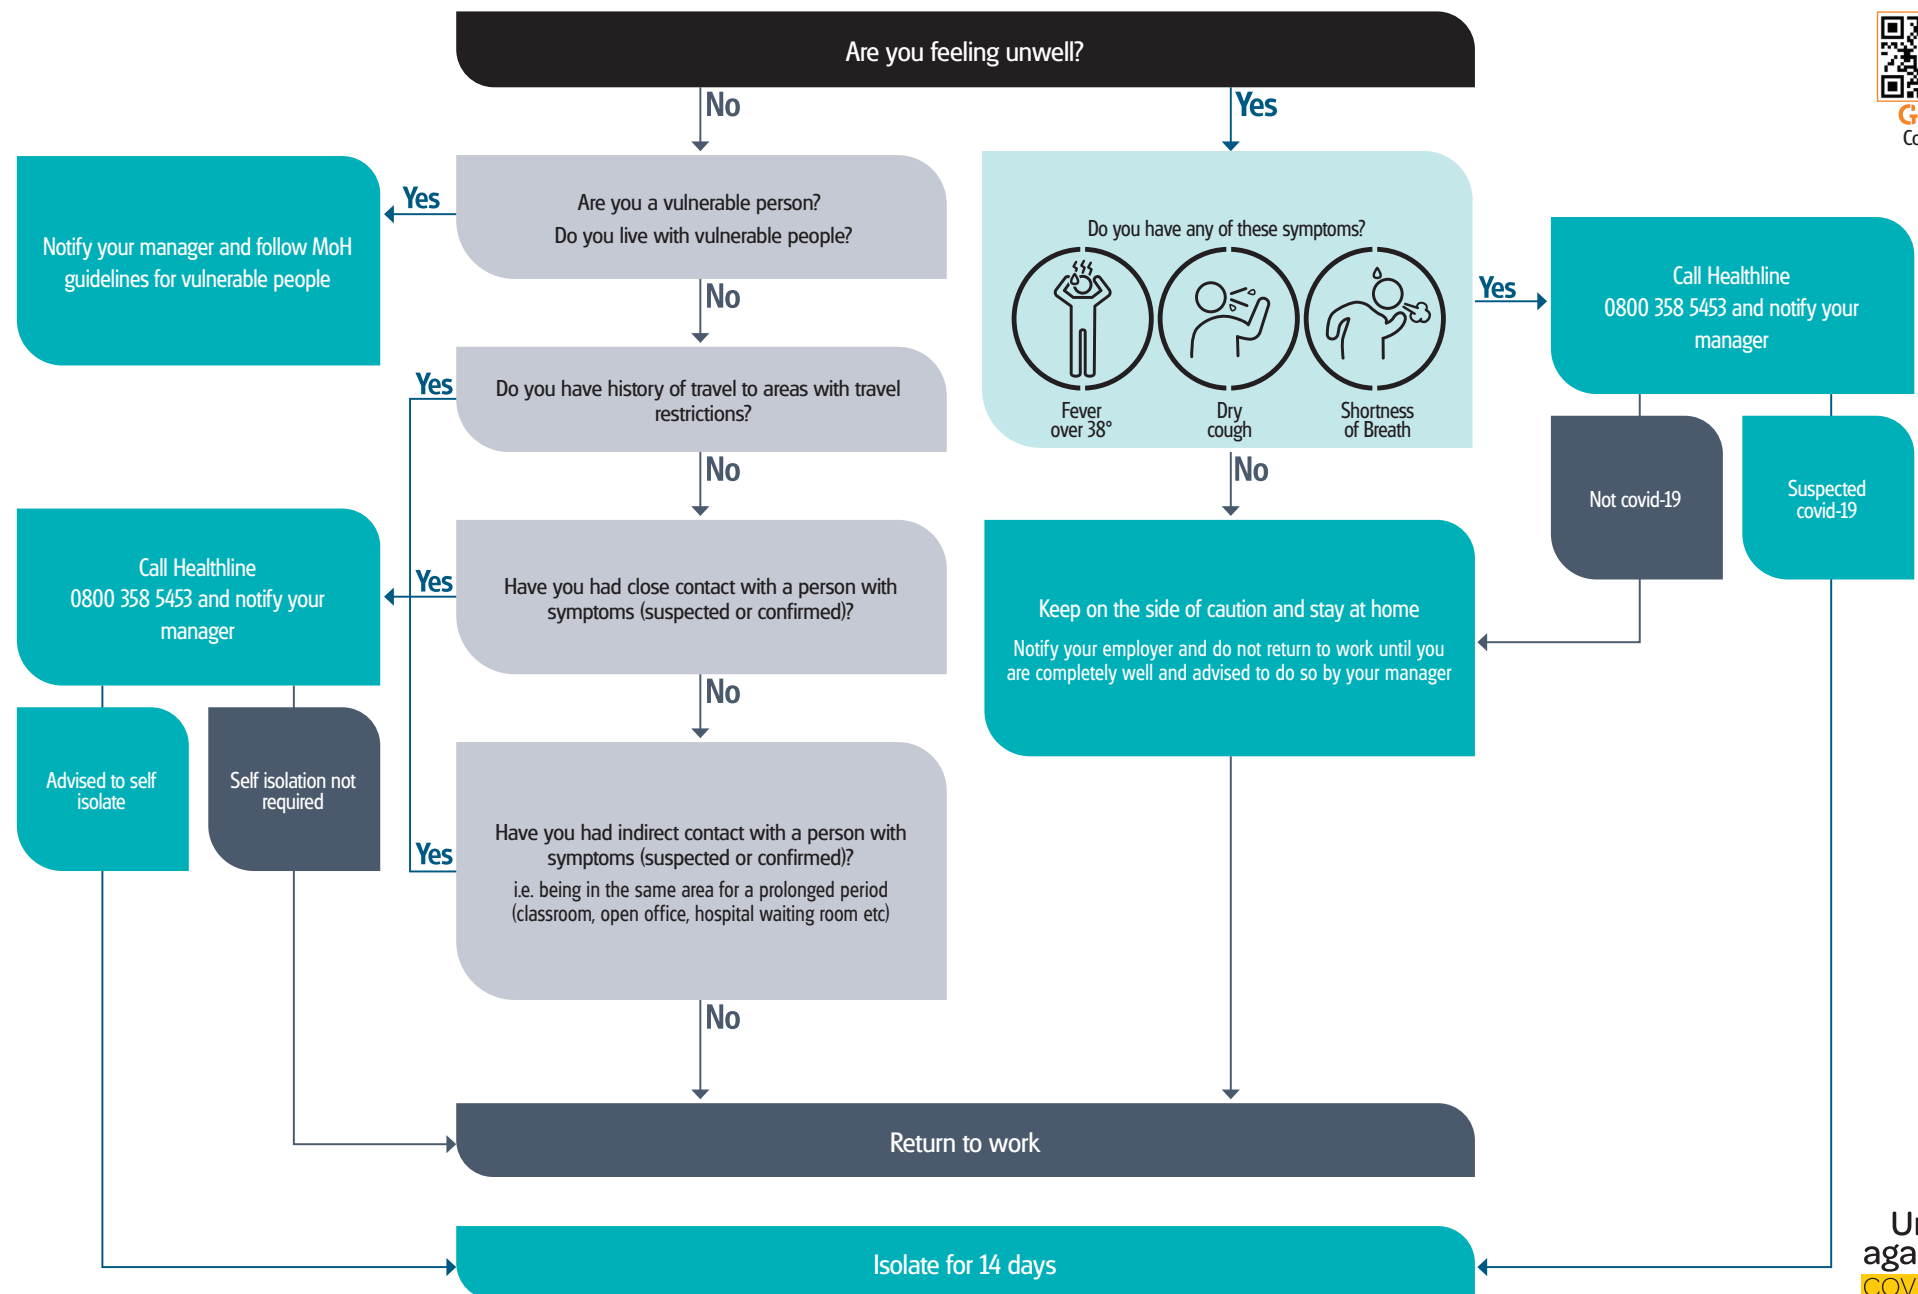 Are you feeling unwell?
No
Yes
Yes
Are you a vulnerable person?
Do you live with vulnerable people?
Notify your manager and follow MoH
guidelines for vulnerable people
No
Do you have any of these symptoms?
Fever
over 38°
Dry
cough
Shortness
of Breath
Yes
Call Healthline
0800 358 5453 and notify your
manager
Yes
Do you have history of travel to areas with travel
restrictions?
No
No
Not covid-19
Suspected
covid-19
Call Healthline
0800 358 5453 and notify your
manager
Yes
Have you had close contact with a person with
symptoms (suspected or confirmed)?
Keep on the side of caution and stay at home
Notify your employer and do not return to work until you
are completely well and advised to do so by your manager
No
Advised to self
isolate
Self isolation not
required
Yes
Have you had indirect contact with a person with
symptoms (suspected or confirmed)?
i.e. being in the same area for a prolonged period
(classroom, open office, hospital waiting room etc)
No
Return to work
Isolate for 14 days